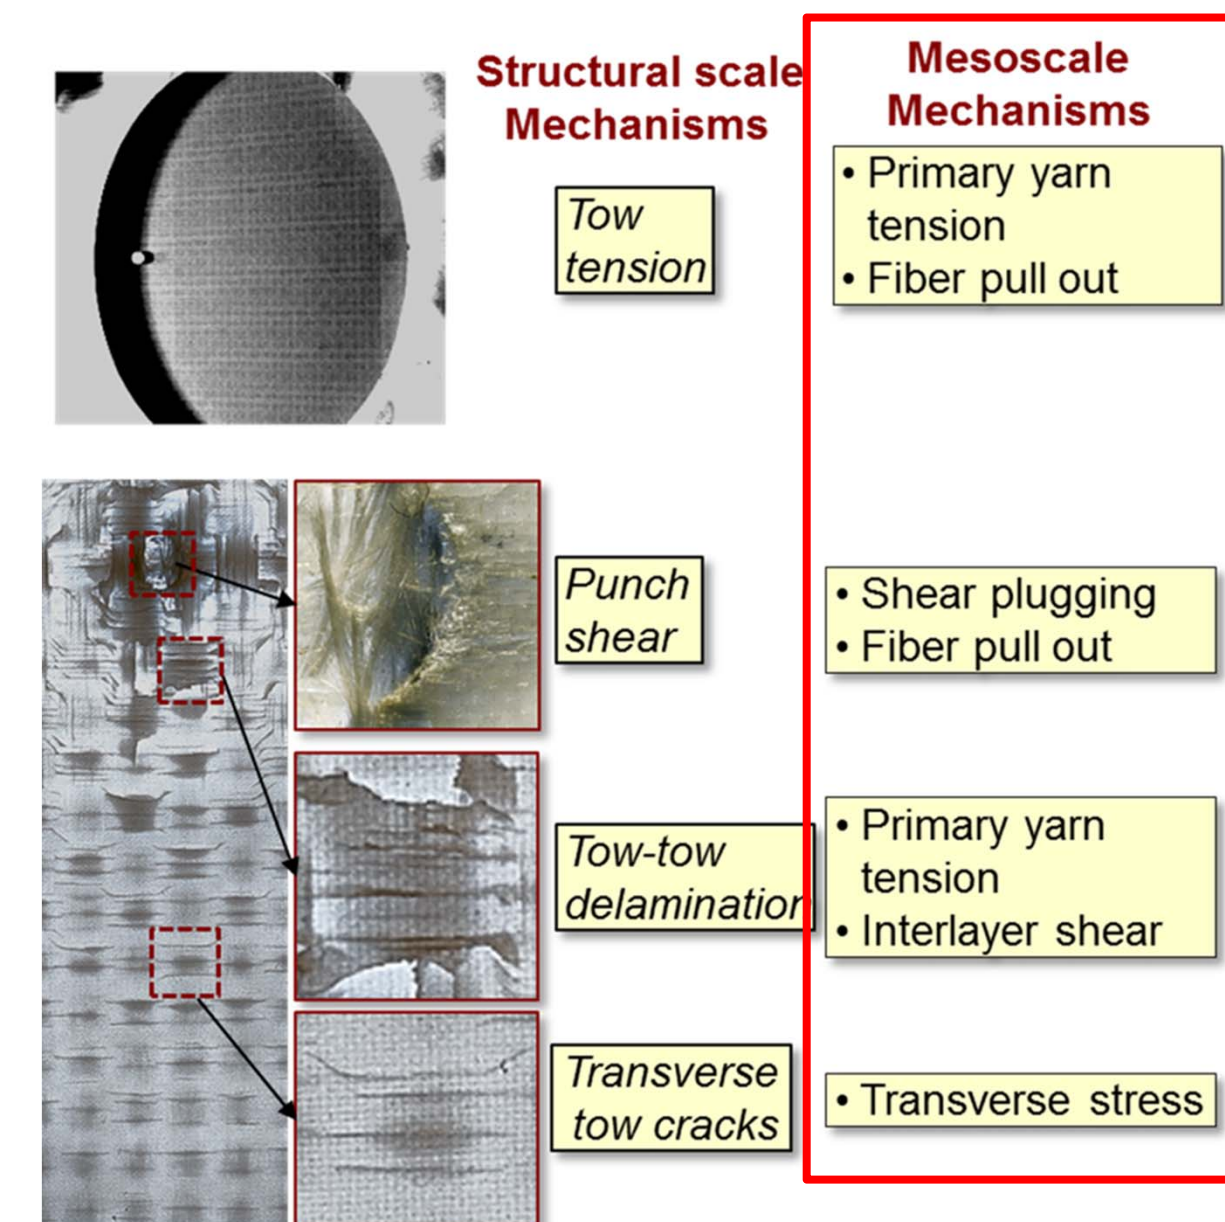 Structural scale
Mechanisms
Mesoscale
Mechanisms
Tow
tension
• Primary yarn
tension
• Fiber pull out
Punch
shear
• Shear plugging
• Fiber pull out
Tow-tow
delamination
• Primary yarn
tension
• Interlayer shear
Transverse
tow cracks
• Transverse stress